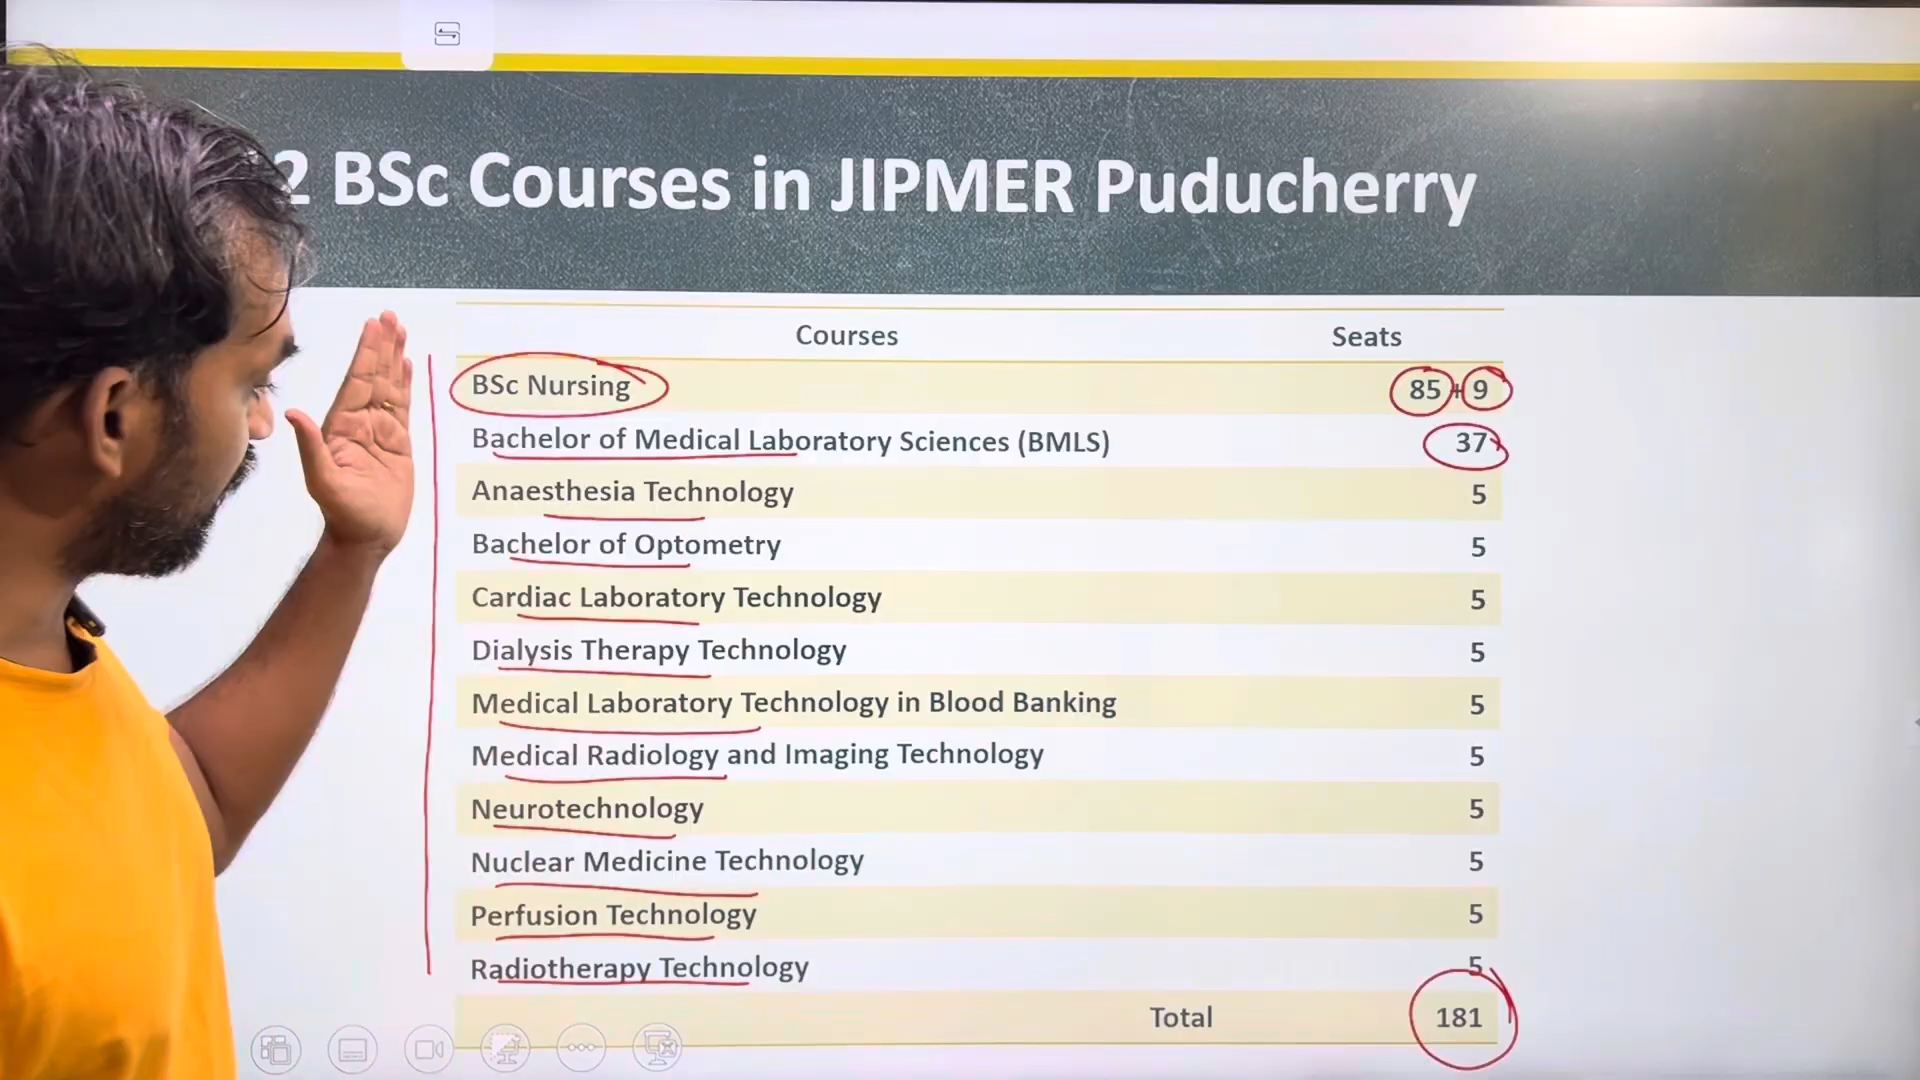 2 BSc Courses in JIPMER Puducherry
Courses Seats
BSc Nursing 85 + 9
Bachelor of Medical Laboratory Sciences (BMLS) 37
Anaesthesia Technology 5
Bachelor of Optometry 5
Cardiac Laboratory Technology 5
Dialysis Therapy Technology 5
Medical Laboratory Technology in Blood Banking 5
Medical Radiology and Imaging Technology 5
Neurotechnology 5
Nuclear Medicine Technology 5
Perfusion Technology 5
Radiotherapy Technology 5
Total 181